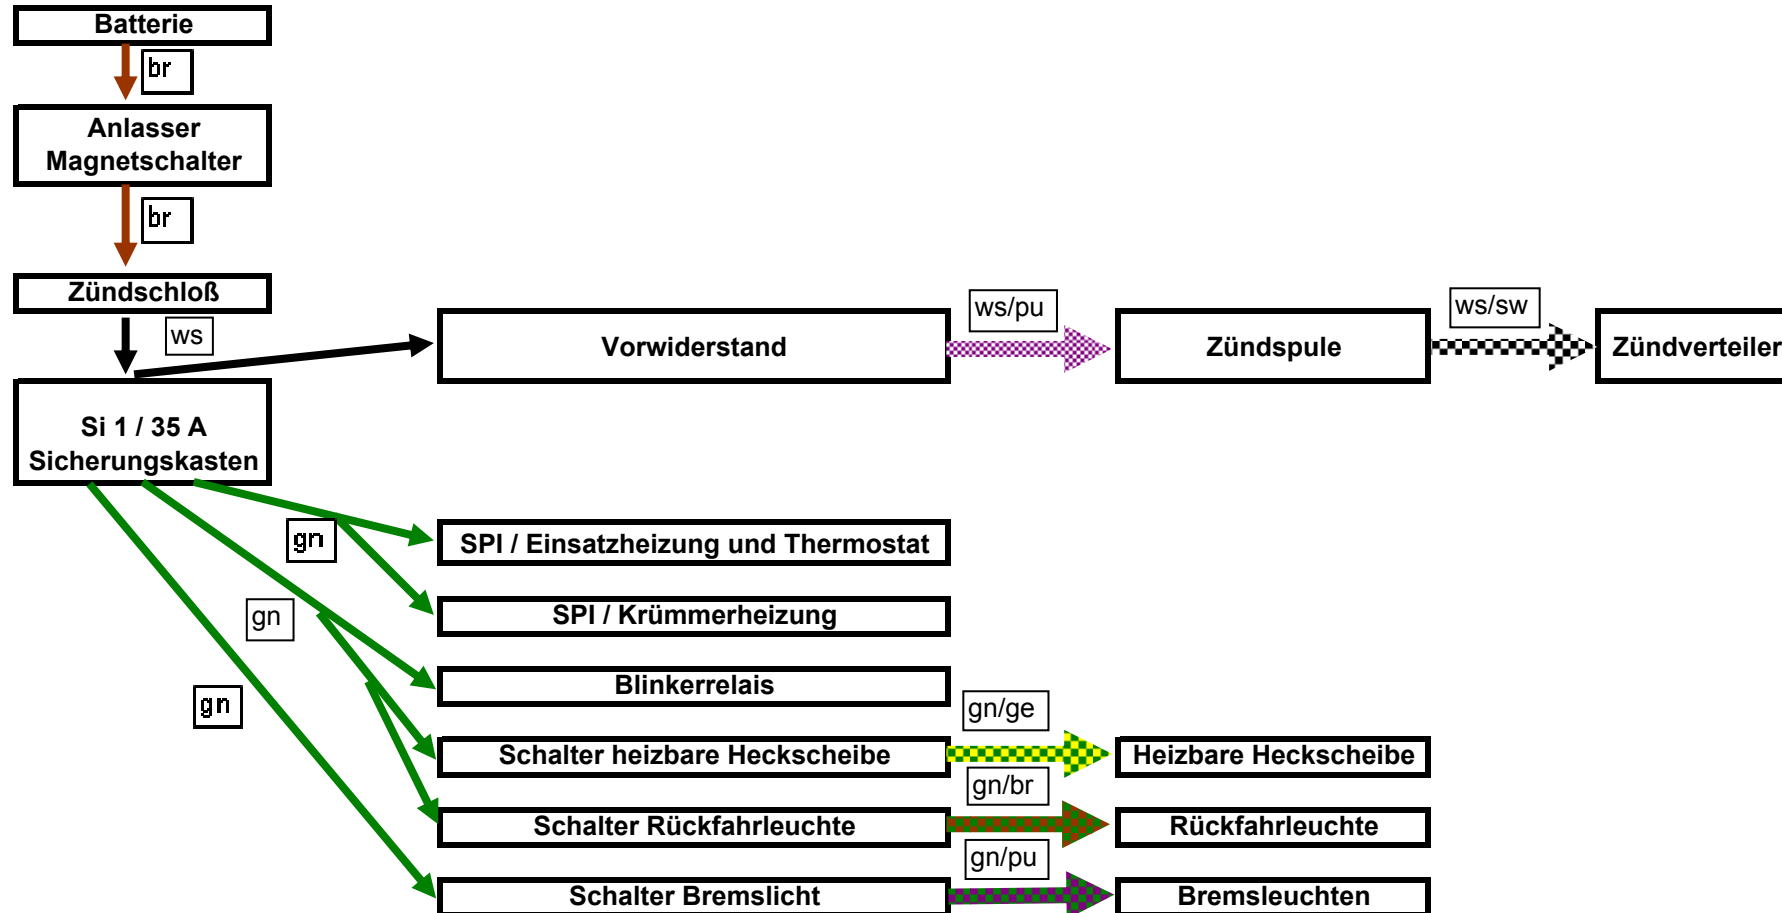 Batterie
br
Anlasser
Magnetschalter
br
Zündschloß
ws
Vorwiderstand
ws/pu
Zündspule
ws/sw
Zündverteiler
Si 1 / 35 A
Sicherungskasten
gn
SPI / Einsatzheizung und Thermostat
SPI / Krümmerheizung
gn
Blinkerrelais
gn
Schalter heizbare Heckscheibe
gn/ge
Heizbare Heckscheibe
Schalter Rückfahrleuchte
gn/br
Rückfahrleuchte
Schalter Bremslicht
gn/pu
Bremsleuchten